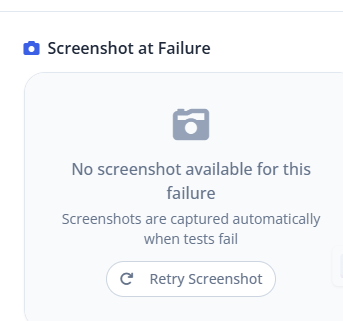 Screenshot at Failure
No screenshot available for this
failure
Screenshots are captured automatically
when tests fail
Retry Screenshot